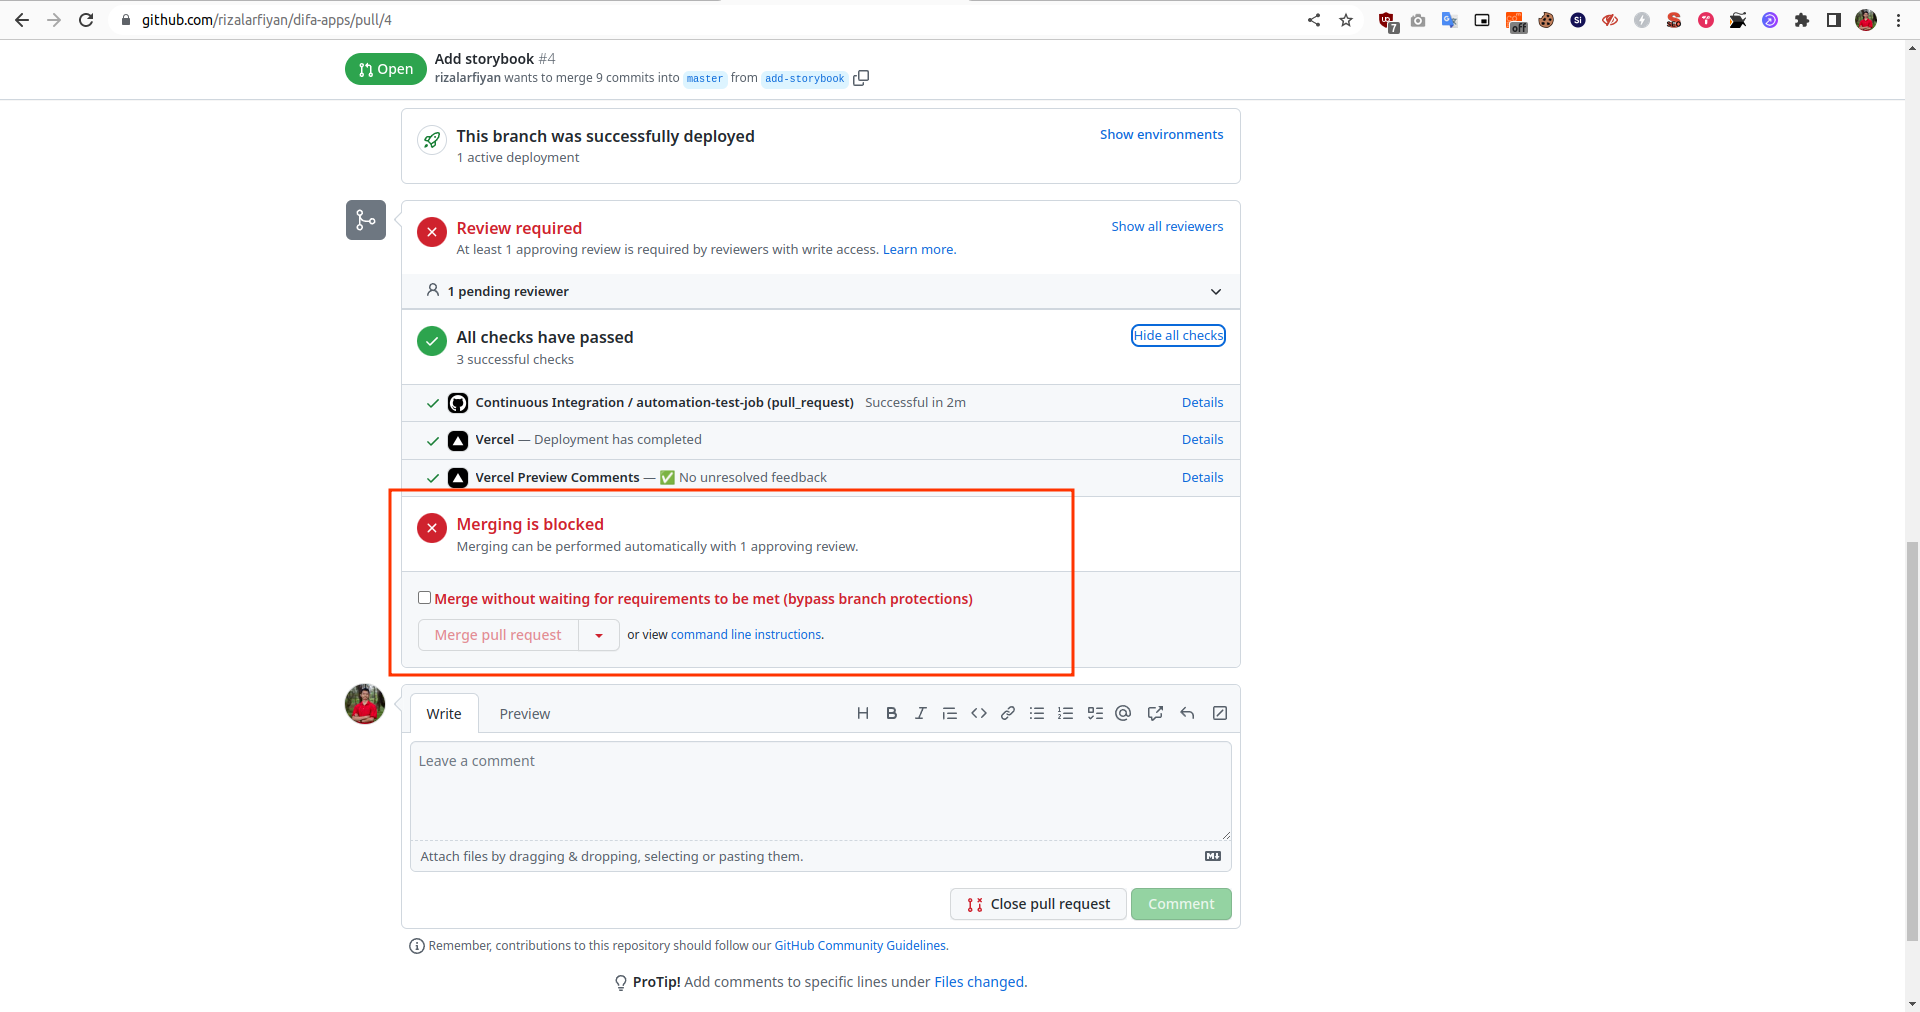 github.com/rizalarfiyan/difa-apps/pull/4
7
off
Si
SEO
Open
Add storybook #4
rizalarfiyan wants to merge 9 commits into master from add-storybook
This branch was successfully deployed
Show environments
1 active deployment
Review required
Show all reviewers
At least 1 approving review is required by reviewers with write access. Learn more.
1 pending reviewer
All checks have passed
Hide all checks
3 successful checks
Continuous Integration / automation-test-job (pull_request) Successful in 2m
Details
Vercel — Deployment has completed
Details
Vercel Preview Comments — ✅ No unresolved feedback
Details
Merging is blocked
Merging can be performed automatically with 1 approving review.
Merge without waiting for requirements to be met (bypass branch protections)
Merge pull request
or view command line instructions.
Write
Preview
H B I
Leave a comment
Attach files by dragging & dropping, selecting or pasting them.
Close pull request
Comment
Remember, contributions to this repository should follow our GitHub Community Guidelines.
ProTip! Add comments to specific lines under Files changed.